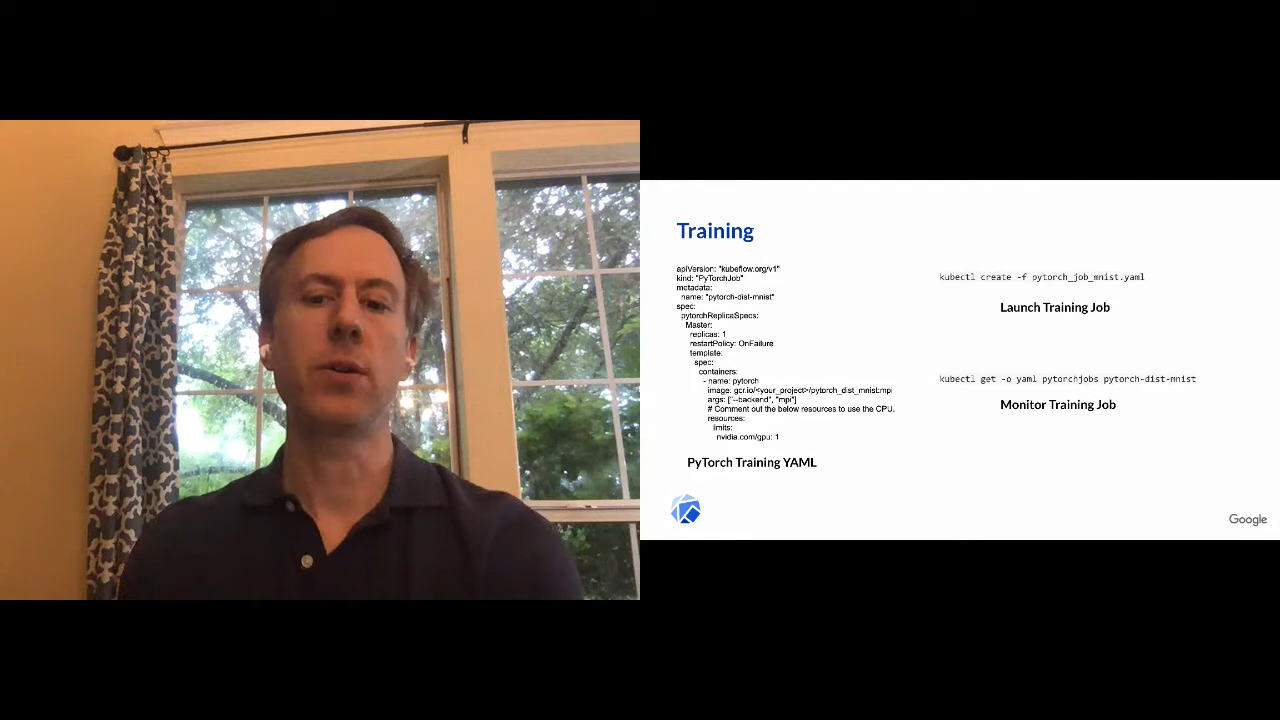 Training
apiVersion: "kubeflow.org/v1"
kind: "PyTorchJob"
metadata:
name: "pytorch-dist-mnist"
spec:
pytorchReplicaSpecs:
Master:
replicas: 1
restartPolicy: OnFailure
template:
spec:
containers:
- name: pytorch
image: gcr.io/<your_project>/pytorch_dist_mnist:mpi
args: ["--backend", "mpi"]
# Comment out the below resources to use the CPU.
resources:
limits:
nvidia.com/gpu: 1
PyTorch Training YAML
kubectl create -f pytorch_job_mnist.yaml
Launch Training Job
kubectl get -o yaml pytorchjobs pytorch-dist-mnist
Monitor Training Job
Google